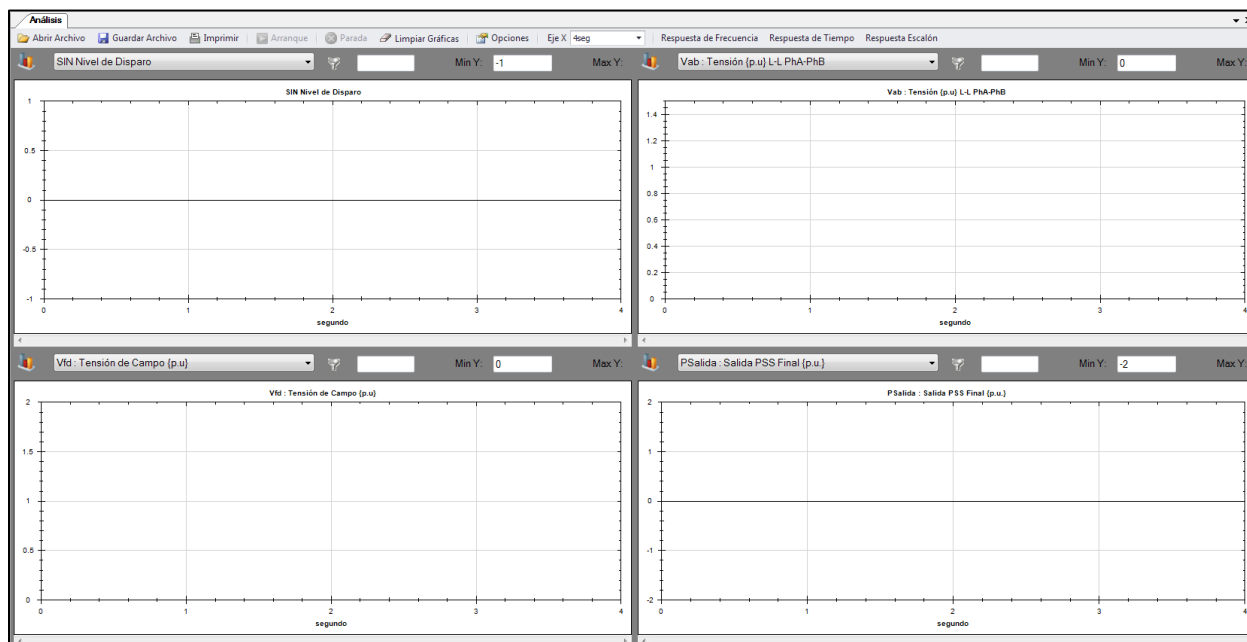 Análisis
Abrir Archivo Guardar Archivo Imprimir Arranque Parada Limpiar Gráficas Opciones Eje X 4seg Respuesta de Frecuencia Respuesta de Tiempo Respuesta Escalón
SIN Nivel de Disparo Min Y: -1 Max Y:
SIN Nivel de Disparo
1
0.5
0
-0.5
-1
0 1 2 3 4
segundo
Vab : Tensión {p.u} L-L PhA-PhB Min Y: 0 Max Y:
Vab : Tensión {p.u} L-L PhA-PhB
1.4
1.2
1
0.8
0.6
0.4
0.2
0
0 1 2 3 4
segundo
Vfd : Tensión de Campo {p.u} Min Y: 0 Max Y:
Vfd : Tensión de Campo {p.u}
2
1.5
1
0.5
0
0 1 2 3 4
segundo
PSalida : Salida PSS Final {p.u.} Min Y: -2 Max Y:
PSalida : Salida PSS Final {p.u.}
2
1
0
-1
-2
0 1 2 3 4
segundo